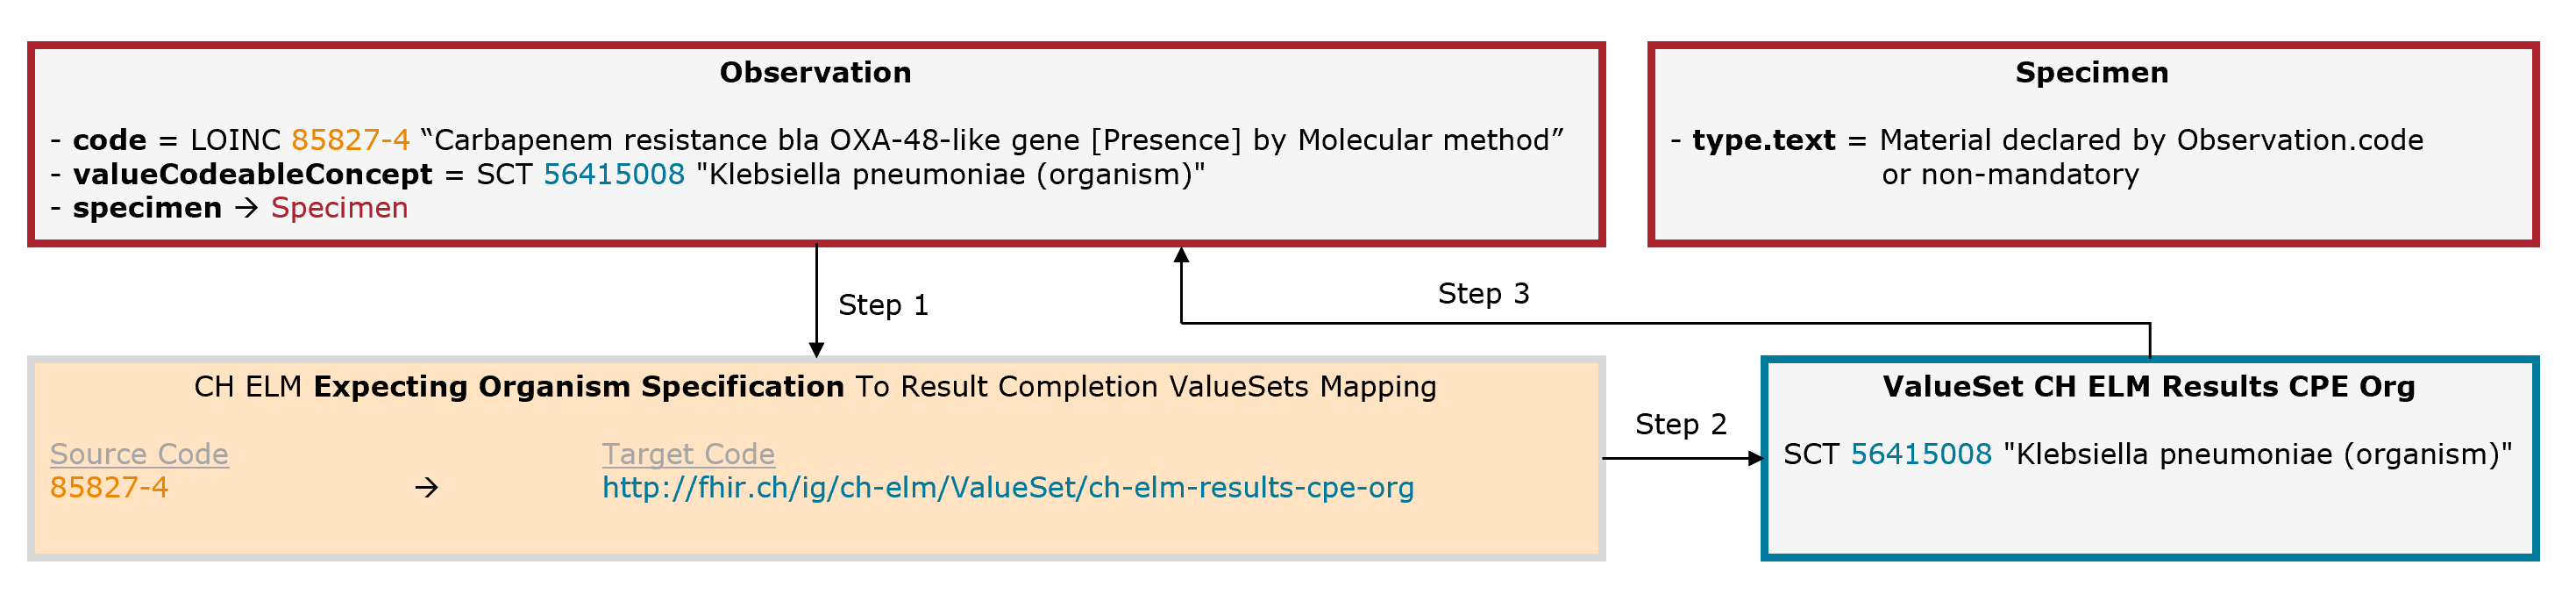 Observation
- code = LOINC 85827-4 “Carbapenem resistance bla OXA-48-like gene [Presence] by Molecular method”
- valueCodeableConcept = SCT 56415008 "Klebsiella pneumoniae (organism)"
- specimen → Specimen
Specimen
- type.text = Material declared by Observation.code
or non-mandatory
Step 1
Step 3
CH ELM Expecting Organism Specification To Result Completion ValueSets Mapping
Source Code Target Code
85827-4 → http://fhir.ch/ig/ch-elm/ValueSet/ch-elm-results-cpe-org
Step 2
ValueSet CH ELM Results CPE Org
SCT 56415008 "Klebsiella pneumoniae (organism)"